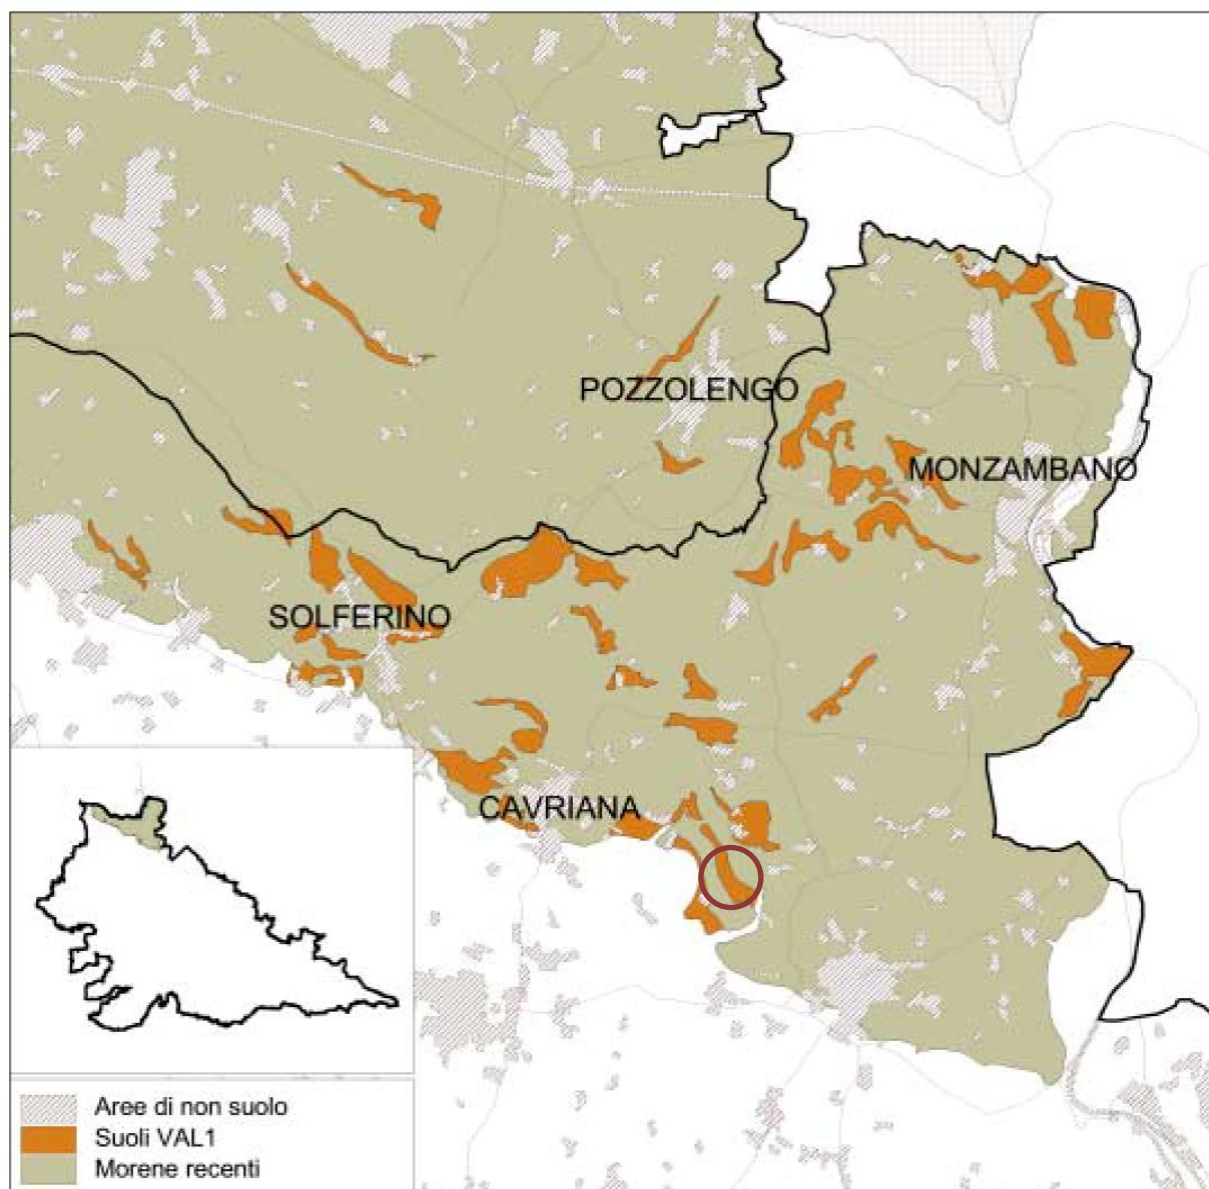 POZZOLENGO
MONZAMBANO
SOLFERINO
CAVRIANA
Aree di non suolo
Suoli VAL1
Morene recenti